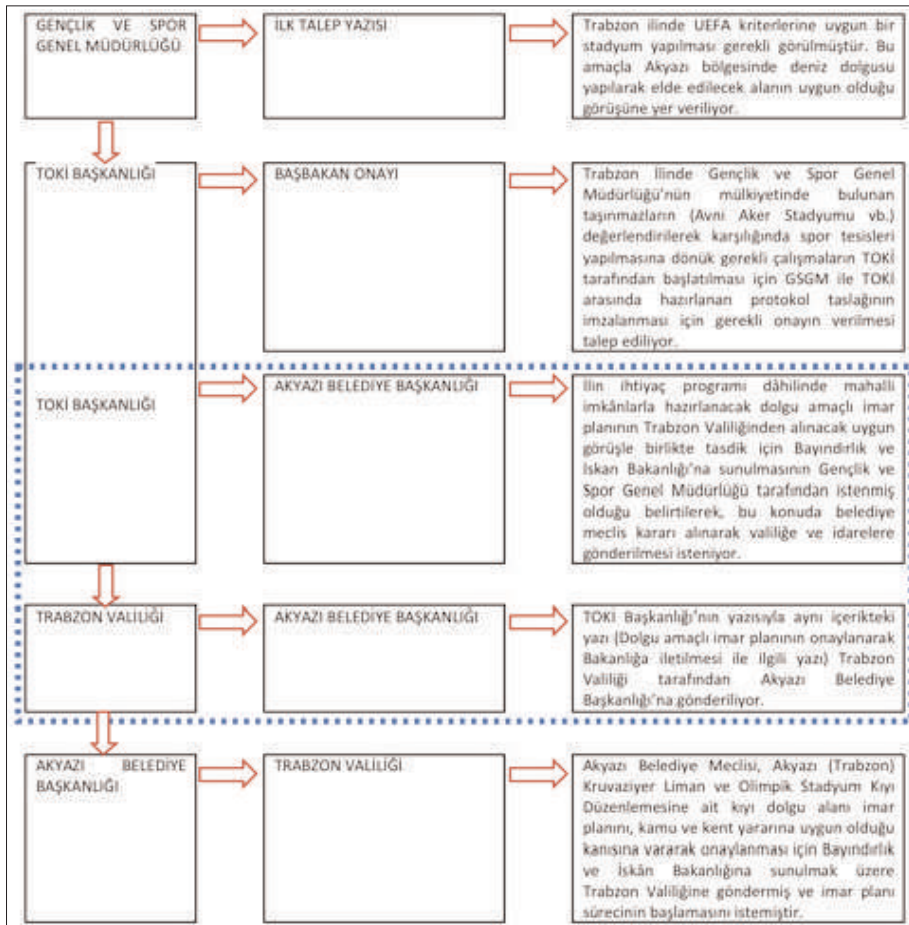 GENÇLİK VE SPOR
GENEL MÜDÜRLÜĞÜ
İLK TALEP YAZISI
Trabzon ilinde UEFA kriterlerine uygun bir
stadyum yapılması gerekli görülmüştür. Bu
amaçla Akyazı bölgesinde deniz dolgusu
yapılarak elde edilecek alanın uygun olduğu
görüşüne yer veriliyor.
TOKİ BAŞKANLIĞI
BAŞBAKAN ONAYI
Trabzon İlinde Gençlik ve Spor Genel
Müdürlüğü'nün mülkiyetinde bulunan
taşınmazların (Avni Aker Stadyumu vb.)
değerlendirilerek karşılığında spor tesisleri
yapılmasına dönük gerekli çalışmaların TOKİ
tarafından başlatılması için GSGM ile TOKİ
arasında hazırlanan protokol taslağının
imzalanması için gerekli onayın verilmesi
talep ediliyor.
TOKİ BAŞKANLIĞI
AKYAZI BELEDİYE BAŞKANLIĞI
İlin ihtiyaç programı dâhilinde mahalli
imkânlarla hazırlanacak dolgu amaçlı imar
planının Trabzon Valiliğinden alınacak uygun
görüşle birlikte tasdik için Bayındırlık ve
İskan Bakanlığı'na sunulmasının Gençlik ve
Spor Genel Müdürlüğü tarafından istenmiş
olduğu belirtilerek, bu konuda belediye
meclis kararı alınarak valiliğe ve idarelere
gönderilmesi isteniyor.
TRABZON VALİLİĞİ
AKYAZI BELEDİYE BAŞKANLIĞI
TOKİ Başkanlığı'nın yazısıyla aynı içerikteki
yazı (Dolgu amaçlı imar planının onaylanarak
Bakanlığa iletilmesi ile ilgili yazı) Trabzon
Valiliği tarafından Akyazı Belediye
Başkanlığı'na gönderiliyor.
AKYAZI BELEDİYE
BAŞKANLIĞI
TRABZON VALİLİĞİ
Akyazı Belediye Meclisi, Akyazı (Trabzon)
Kruvaziyer Liman ve Olimpik Stadyum Kıyı
Düzenlemesine ait kıyı dolgu alanı imar
planını, kamu ve kent yararına uygun olduğu
kanısına vararak onaylanması için Bayındırlık
ve İskân Bakanlığına sunulmak üzere
Trabzon Valiliğine göndermiş ve imar planı
sürecinin başlamasını istemiştir.